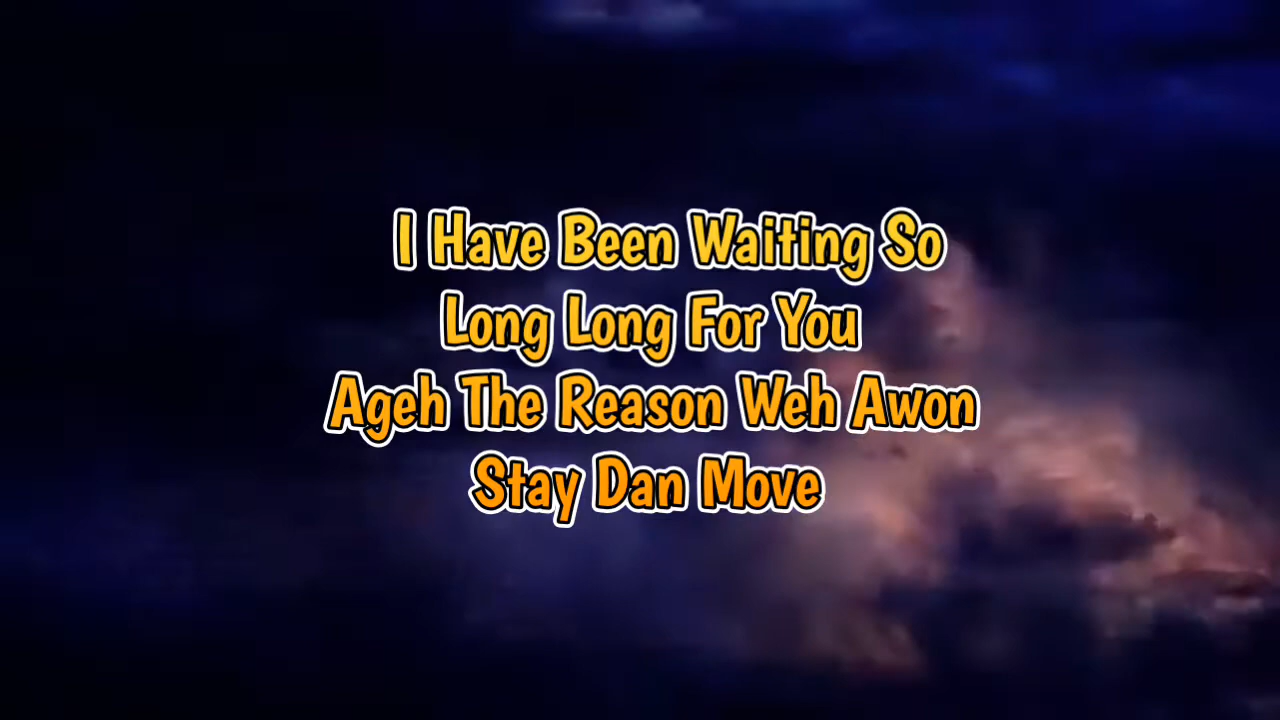 I Have Been Waiting So
Long Long For You
Ageh The Reason Weh Awon
Stay Dan Move